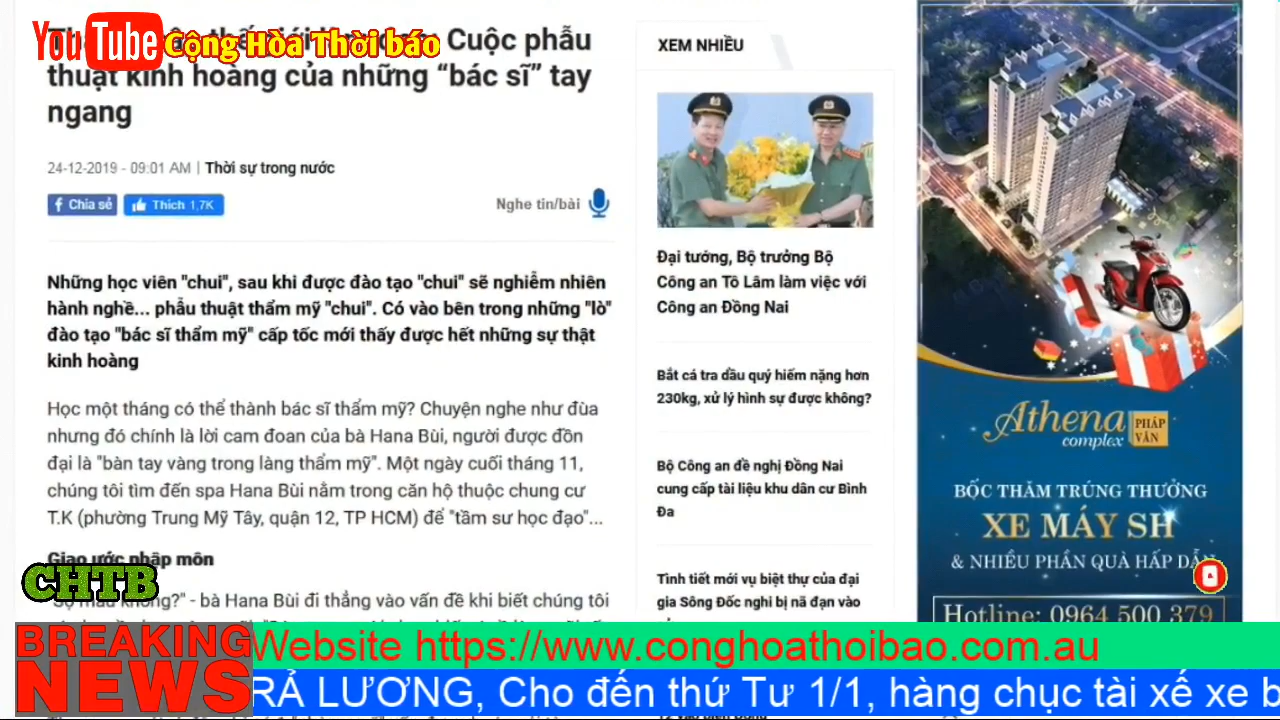 YouTube Cộng Hòa Thời báo
Cuộc phẫu
thuật kinh hoàng của những “bác sĩ” tay
ngang
24-12-2019 - 09:01 AM | Thời sự trong nước
Chia sẻ
Thích 1,7K
Nghe tin/bài
Những học viên "chui", sau khi được đào tạo "chui" sẽ nghiễm nhiên
hành nghề... phẫu thuật thẩm mỹ "chui". Có vào bên trong những "lò"
đào tạo "bác sĩ thẩm mỹ" cấp tốc mới thấy được hết những sự thật
kinh hoàng
Học một tháng có thể thành bác sĩ thẩm mỹ? Chuyện nghe như đùa
nhưng đó chính là lời cam đoan của bà Hana Bùi, người được đồn
đại là "bàn tay vàng trong làng thẩm mỹ". Một ngày cuối tháng 11,
chúng tôi tìm đến spa Hana Bùi nằm trong căn hộ thuộc chung cư
T.K (phường Trung Mỹ Tây, quận 12, TP HCM) để "tầm sư học đạo"...
Giao ước nhập môn
CHTB
không?" - bà Hana Bùi đi thẳng vào vấn đề khi biết chúng tôi
XEM NHIỀU
Đại tướng, Bộ trưởng Bộ
Công an Tô Lâm làm việc với
Công an Đồng Nai
Bắt cá tra dầu quý hiếm nặng hơn
230kg, xử lý hình sự được không?
Bộ Công an đề nghị Đồng Nai
cung cấp tài liệu khu dân cư Bình
Đa
Tình tiết mới vụ biệt thự của đại
gia Sông Đốc nghi bị nã đạn vào
Athena
complex
PHÁP
VÂN
BỐC THĂM TRÚNG THƯỞNG
XE MÁY SH
& NHIỀU PHẦN QUÀ HẤP DẪN
Hotline: 0964 500 379
BREAKING
NEWS
Website https://www.conghoathoibao.com.au
RẢ LƯƠNG, Cho đến thứ Tư 1/1, hàng chục tài xế xe b